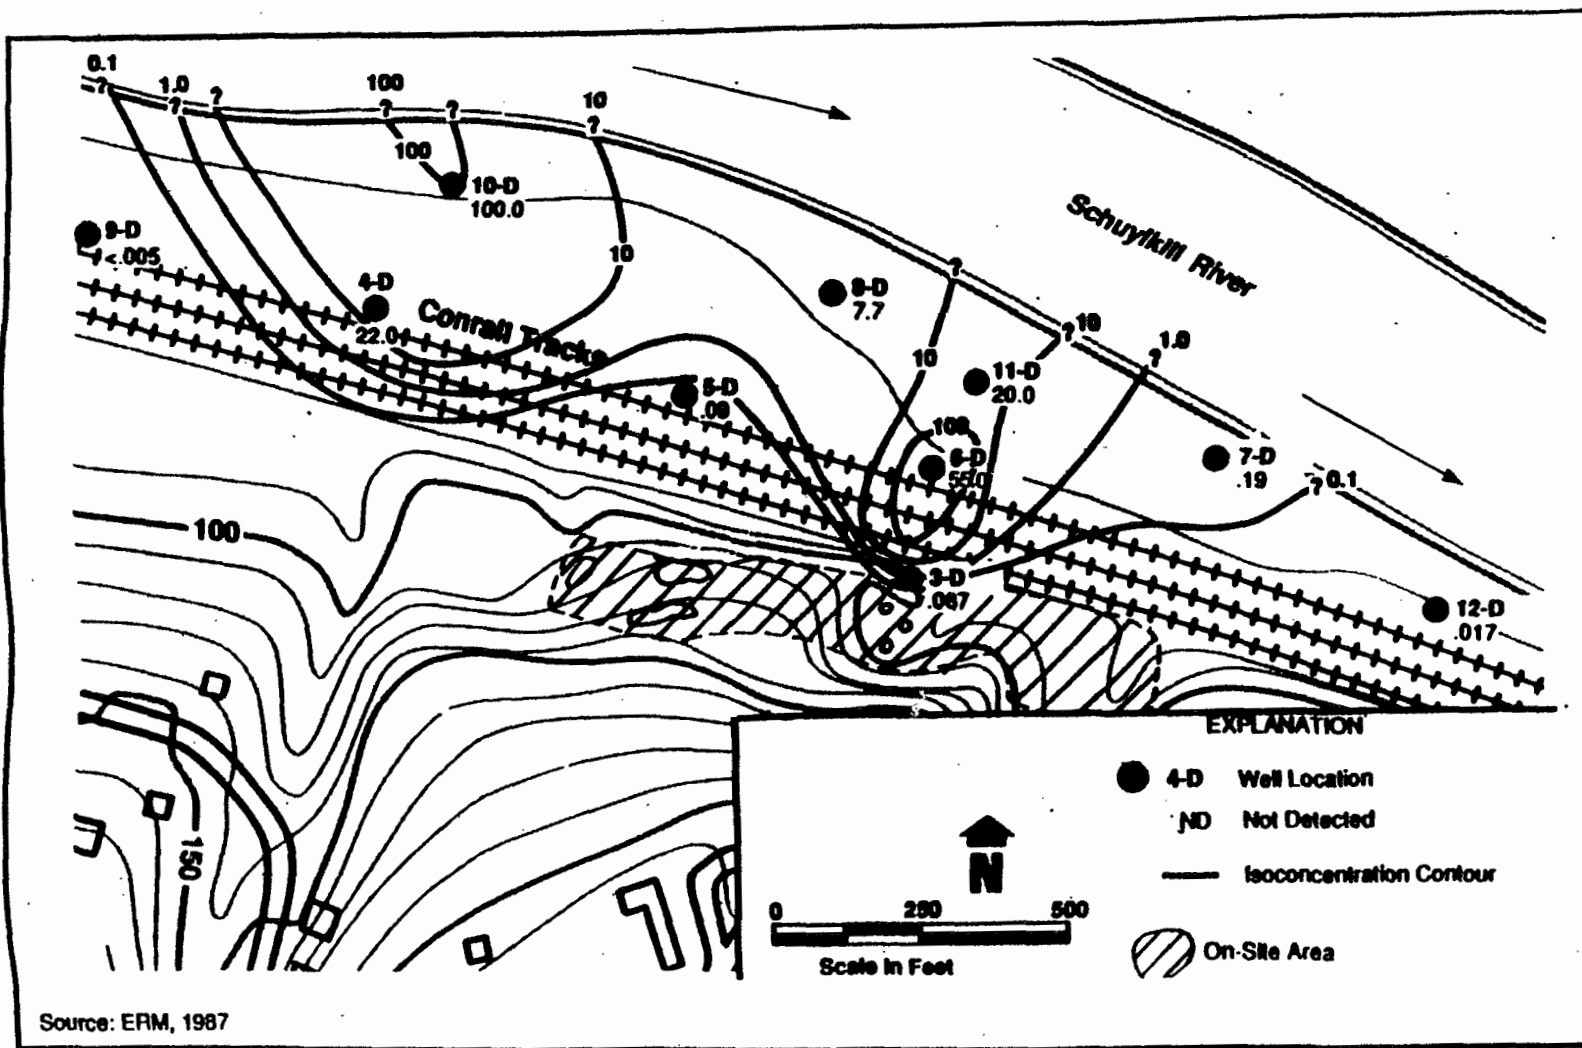 0.1
?
1.0
?
?
100
?
?
10
?
100
10-D
100.0
9-D
<.005
4-D
22.0
Conrail Tracks
10
8-D
7.7
?
Schuylkill River
10
? 10
1.0
?
11-D
20.0
5-D
.09
100
6-D
7-D
.19
? 0.1
100
3-D
.067
12-D
.017
150
EXPLANATION
4-D Well Location
ND Not Detected
Isoconcentration Contour
On-Site Area
N
0 250 500
Scale in Feet
Source: ERM, 1987